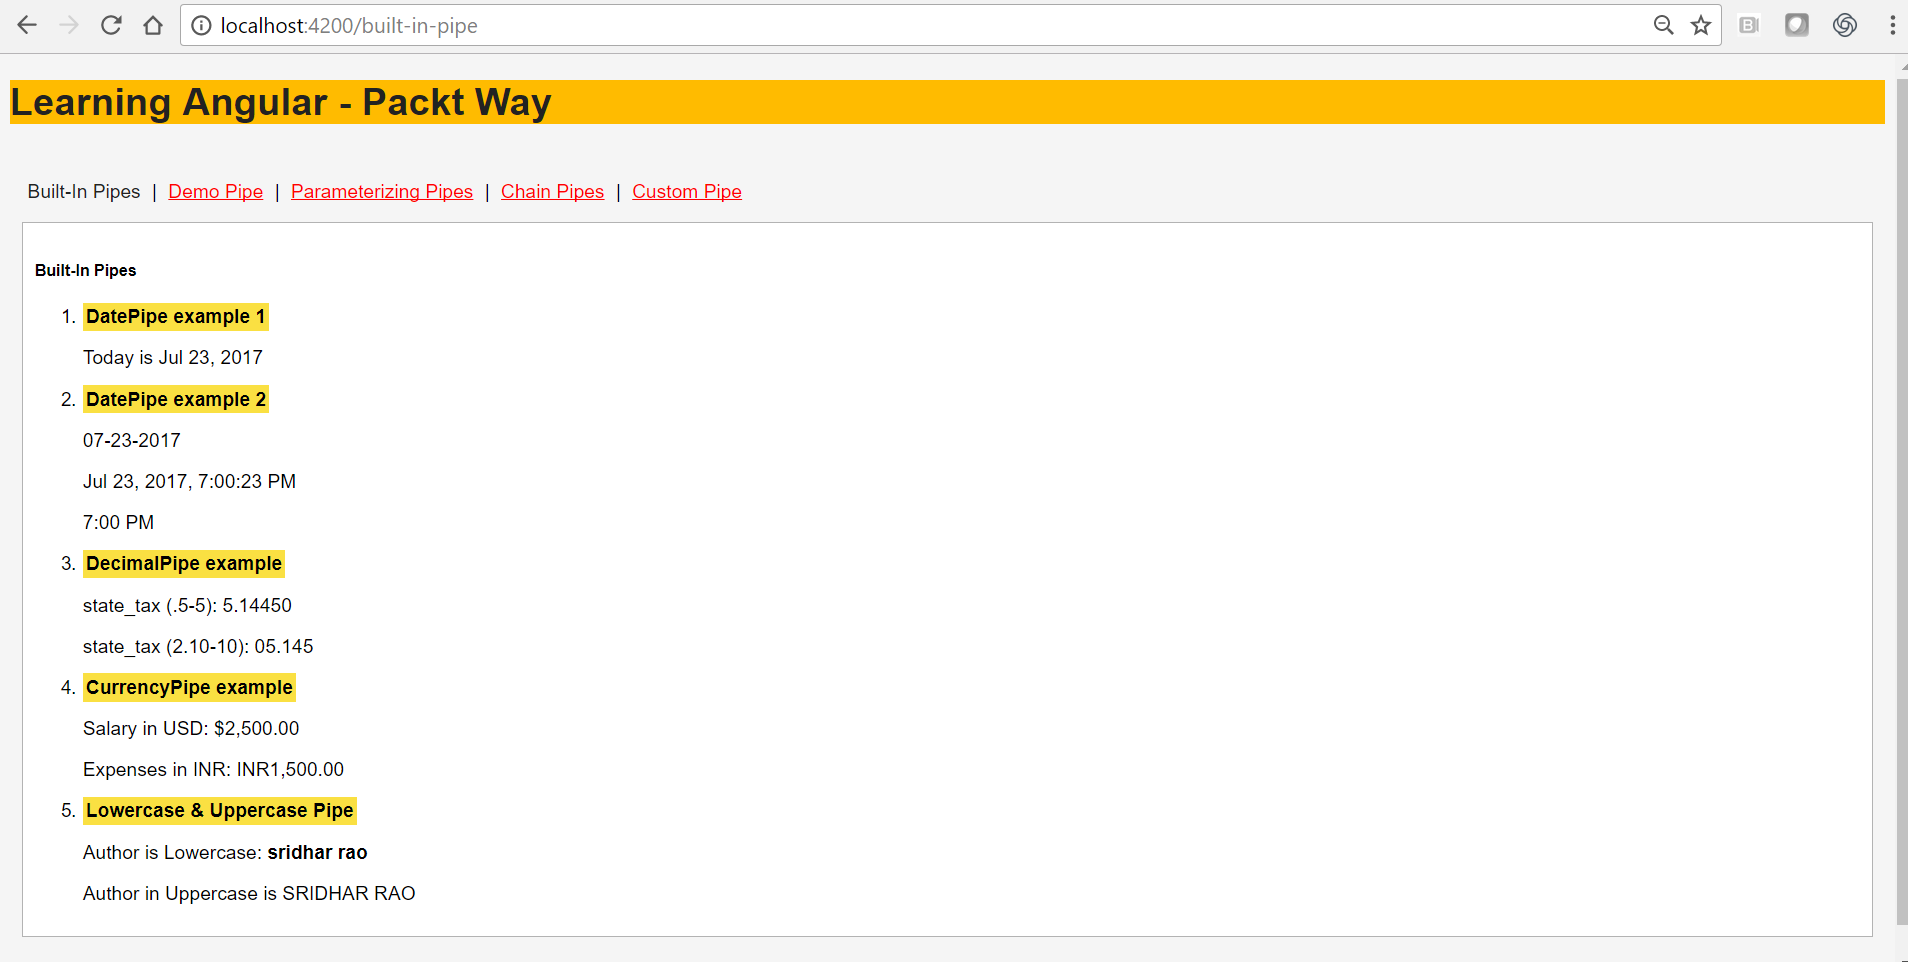 localhost:4200/built-in-pipe
Learning Angular - Packt Way
Built-In Pipes | Demo Pipe | Parameterizing Pipes | Chain Pipes | Custom Pipe
Built-In Pipes
1. DatePipe example 1
Today is Jul 23, 2017
2. DatePipe example 2
07-23-2017
Jul 23, 2017, 7:00:23 PM
7:00 PM
3. DecimalPipe example
state_tax (.5-5): 5.14450
state_tax (2.10-10): 05.145
4. CurrencyPipe example
Salary in USD: $2,500.00
Expenses in INR: INR1,500.00
5. Lowercase & Uppercase Pipe
Author is Lowercase: sridhar rao
Author in Uppercase is SRIDHAR RAO